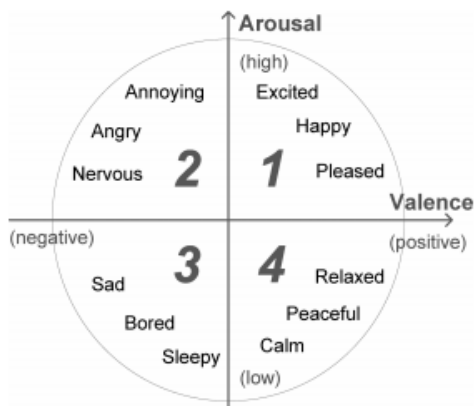 Arousal
(high)
Annoying
Excited
Angry
Happy
Nervous
2
1
Pleased
Valence
(negative)
(positive)
3
4
Sad
Relaxed
Bored
Peaceful
Sleepy
Calm
(low)